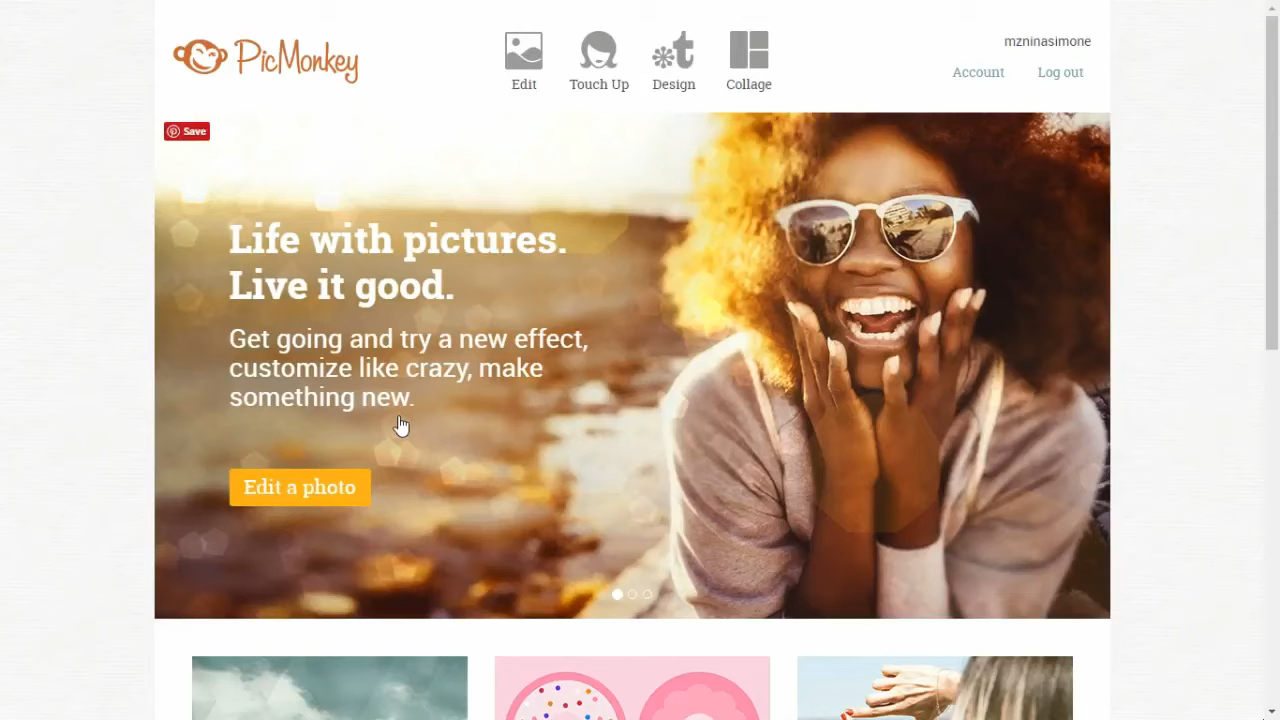 PicMonkey
Edit
Touch Up
Design
Collage
mzninasimone
Account
Log out
Save
Life with pictures.
Live it good.
Get going and try a new effect,
customize like crazy, make
something new.
Edit a photo